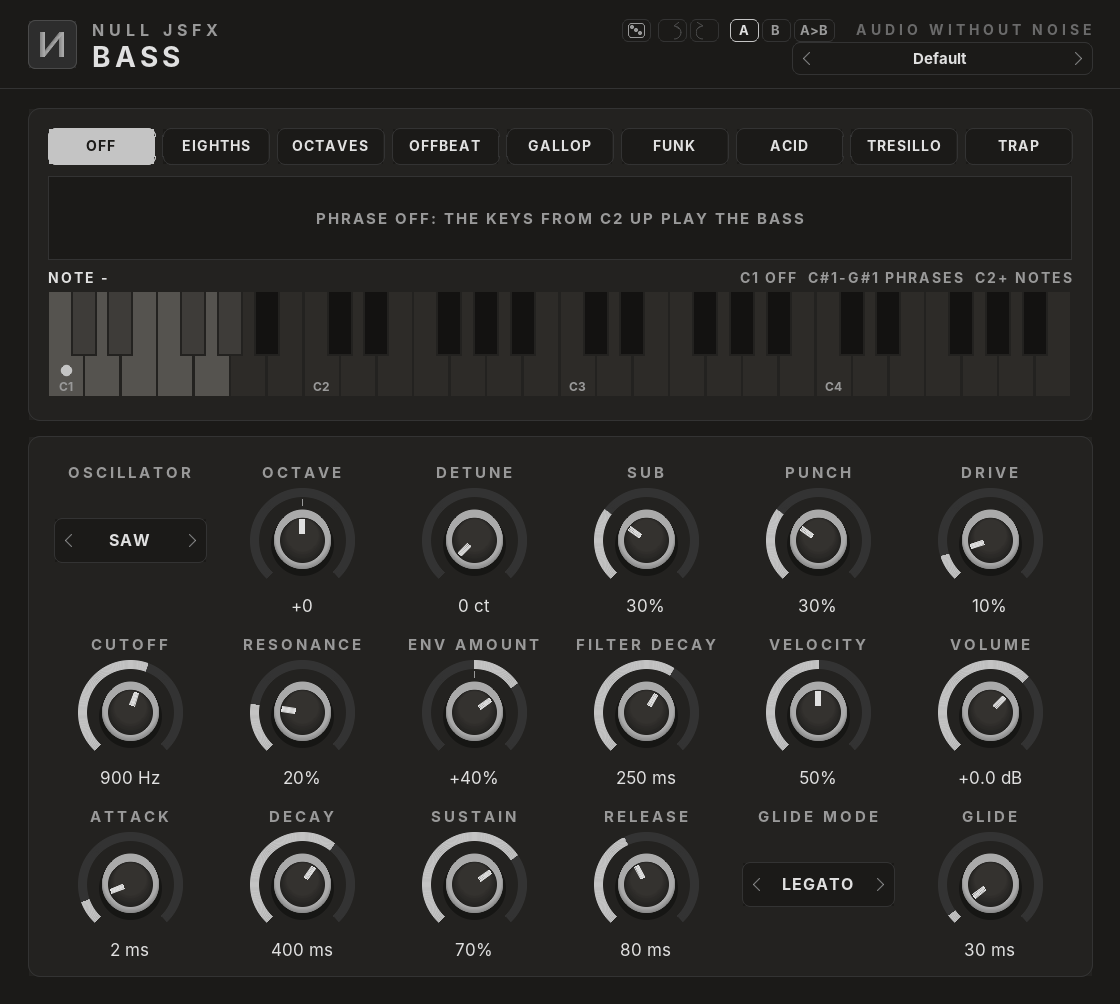 NULL JSFX
BASS
A B A>B
AUDIO WITHOUT NOISE
Default
OFF EIGHTHS OCTAVES OFFBEAT GALLOP FUNK ACID TRESILLO TRAP
PHRASE OFF: THE KEYS FROM C2 UP PLAY THE BASS
NOTE - C1 OFF C#1-G#1 PHRASES C2+ NOTES
C1 C2 C3 C4
OSCILLATOR OCTAVE DETUNE SUB PUNCH DRIVE
SAW
+0 0 ct 30% 30% 10%
CUTOFF RESONANCE ENV AMOUNT FILTER DECAY VELOCITY VOLUME
900 Hz 20% +40% 250 ms 50% +0.0 dB
ATTACK DECAY SUSTAIN RELEASE GLIDE MODE GLIDE
LEGATO
2 ms 400 ms 70% 80 ms 30 ms